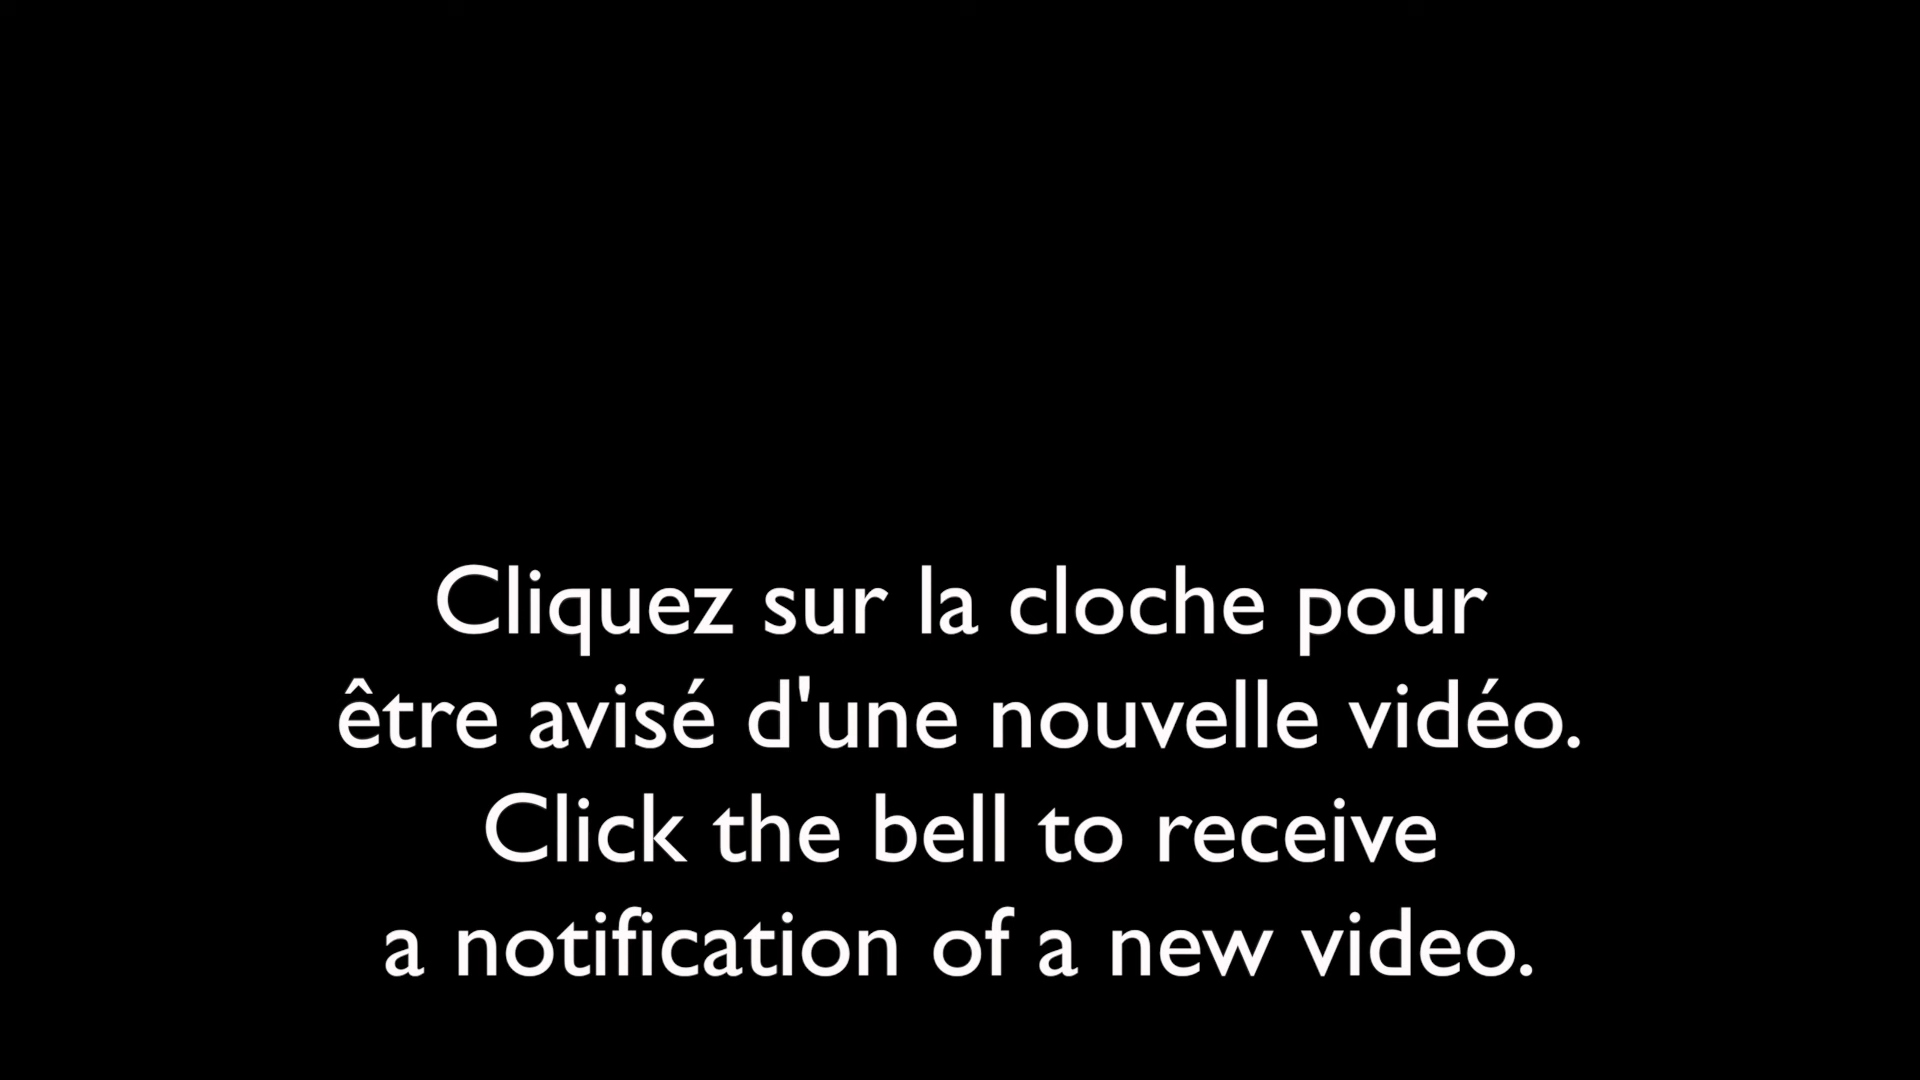 Cliquez sur la cloche pour
être avisé d'une nouvelle vidéo.
Click the bell to receive
a notification of a new video.